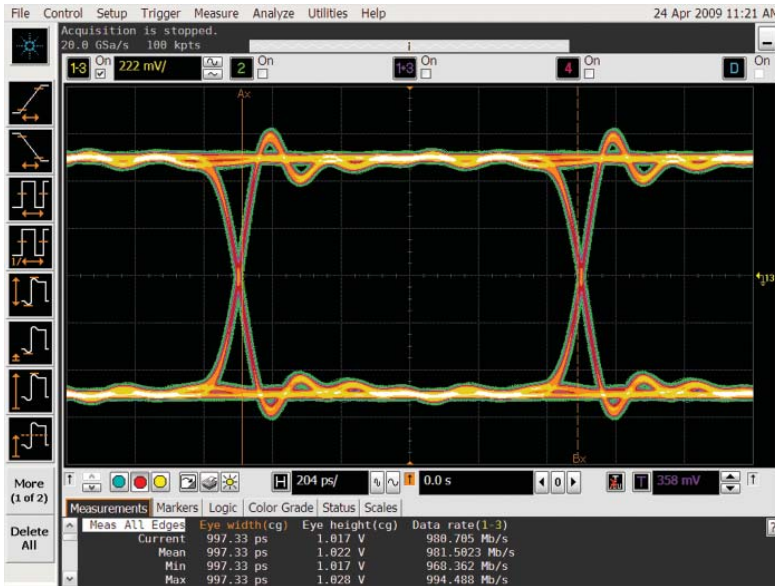 File Control Setup Trigger Measure Analyze Utilities Help 24 Apr 2009 11:21 AM
Acquisition is stopped.
20.0 GSa/s 100 kpts
1-3 On 222 mV/ 2 On 1•3 On 4 On D On
Ax
Bx
More
(1 of 2)
Delete
All
H 204 ps/ 0.0 s 0 T 358 mV
Measurements Markers Logic Color Grade Status Scales
Meas All Edges Eye width(cg) Eye height(cg) Data rate(1-3)
Current 997.33 ps 1.017 V 980.705 Mb/s
Mean 997.33 ps 1.022 V 981.5023 Mb/s
Min 997.33 ps 1.017 V 968.362 Mb/s
Max 997.33 ps 1.028 V 994.488 Mb/s